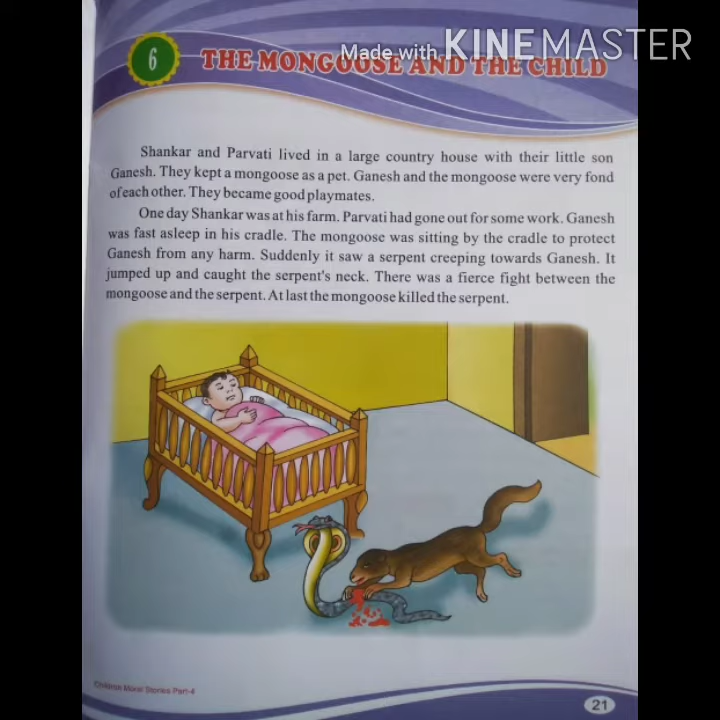 Made with KINEMASTER
6
THE MONGOOSE AND THE CHILD
Shankar and Parvati lived in a large country house with their little son
Ganesh. They kept a mongoose as a pet. Ganesh and the mongoose were very fond
of each other. They became good playmates.
One day Shankar was at his farm. Parvati had gone out for some work. Ganesh
was fast asleep in his cradle. The mongoose was sitting by the cradle to protect
Ganesh from any harm. Suddenly it saw a serpent creeping towards Ganesh. It
jumped up and caught the serpent's neck. There was a fierce fight between the
mongoose and the serpent. At last the mongoose killed the serpent.
Children Moral Stories Part-4
21